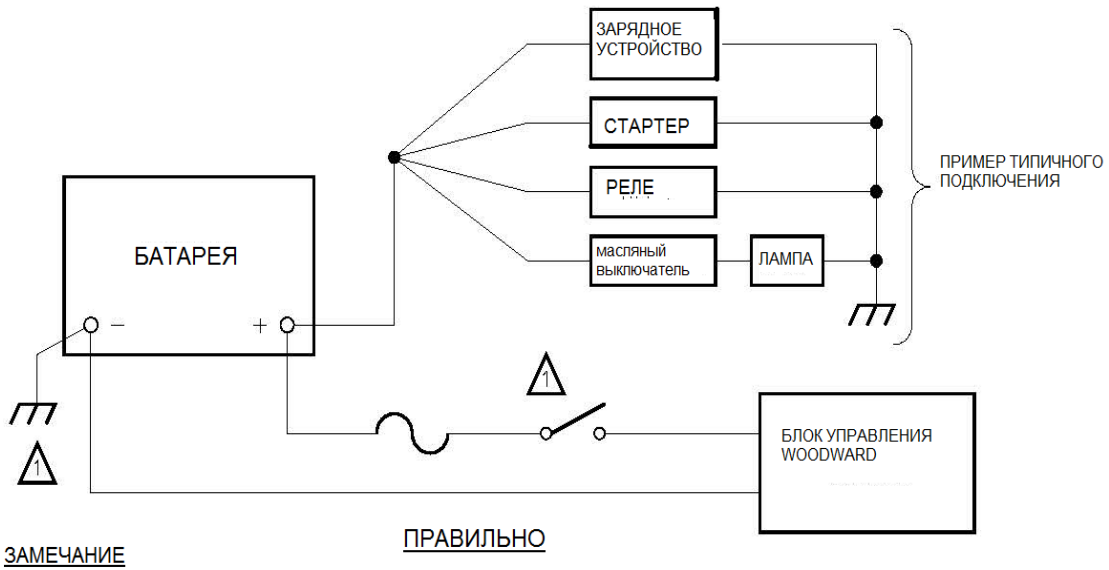 ЗАРЯДНОЕ
УСТРОЙСТВО
СТАРТЕР
РЕЛЕ
масляный
выключатель
ЛАМПА
ПРИМЕР ТИПИЧНОГО
ПОДКЛЮЧЕНИЯ
БАТАРЕЯ
− +
1
1
БЛОК УПРАВЛЕНИЯ
WOODWARD
ПРАВИЛЬНО
ЗАМЕЧАНИЕ